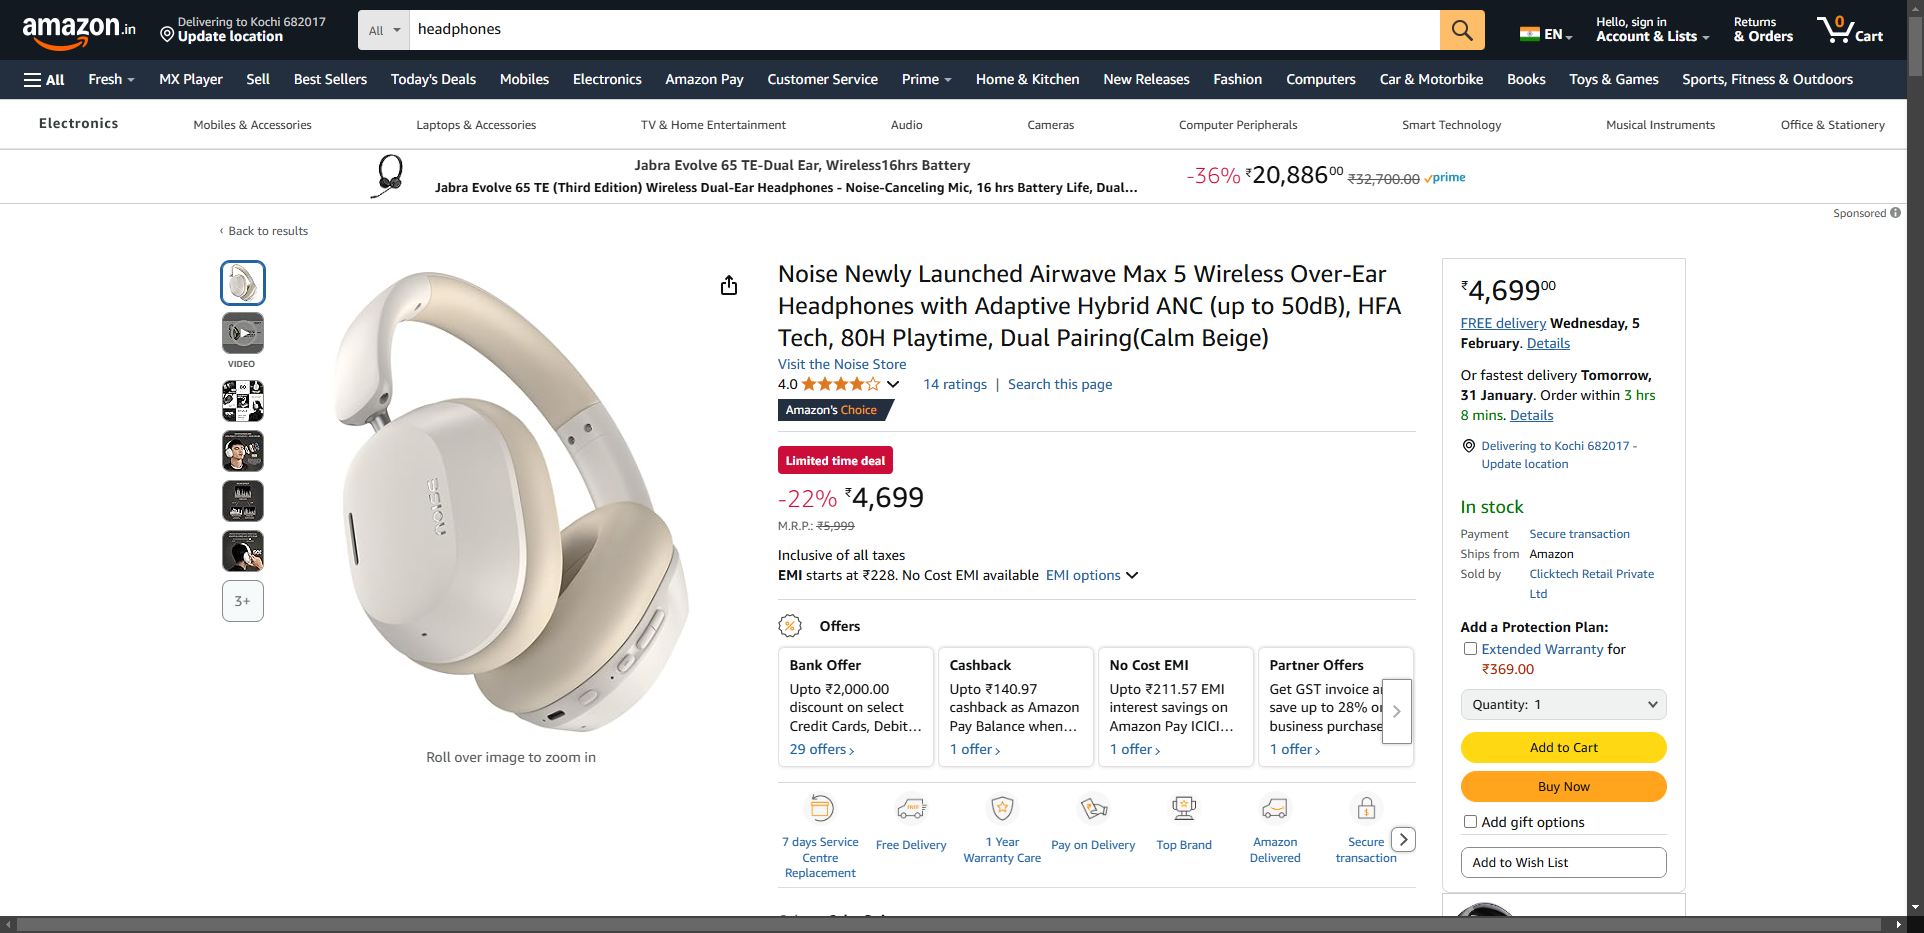 amazon.in
Delivering to Kochi 682017
Update location
All
headphones
EN
Hello, sign in
Account & Lists
Returns
& Orders
0
Cart
All
Fresh
MX Player
Sell
Best Sellers
Today's Deals
Mobiles
Electronics
Amazon Pay
Customer Service
Prime
Home & Kitchen
New Releases
Fashion
Computers
Car & Motorbike
Books
Toys & Games
Sports, Fitness & Outdoors
Electronics
Mobiles & Accessories
Laptops & Accessories
TV & Home Entertainment
Audio
Cameras
Computer Peripherals
Smart Technology
Musical Instruments
Office & Stationery
Jabra Evolve 65 TE-Dual Ear, Wireless16hrs Battery
Jabra Evolve 65 TE (Third Edition) Wireless Dual-Ear Headphones - Noise-Canceling Mic, 16 hrs Battery Life, Dual...
-36% ₹20,88600 ₹32,700.00 prime
Sponsored
‹ Back to results
VIDEO
3+
noise
Roll over image to zoom in
Noise Newly Launched Airwave Max 5 Wireless Over-Ear
Headphones with Adaptive Hybrid ANC (up to 50dB), HFA
Tech, 80H Playtime, Dual Pairing(Calm Beige)
Visit the Noise Store
4.0
14 ratings | Search this page
Amazon's Choice
Limited time deal
-22% ₹4,699
M.R.P.: ₹5,999
Inclusive of all taxes
EMI starts at ₹228. No Cost EMI available EMI options
Offers
Bank Offer
Upto ₹2,000.00
discount on select
Credit Cards, Debit...
29 offers ›
Cashback
Upto ₹140.97
cashback as Amazon
Pay Balance when...
1 offer ›
No Cost EMI
Upto ₹211.57 EMI
interest savings on
Amazon Pay ICICI...
1 offer ›
Partner Offers
Get GST invoice
save up to 28%
business purchase
1 offer ›
7 days Service
Centre
Replacement
Free Delivery
1 Year
Warranty Care
Pay on Delivery
Top Brand
Amazon
Delivered
Secure
transaction
₹4,69900
FREE delivery Wednesday, 5
February. Details
Or fastest delivery Tomorrow,
31 January. Order within 3 hrs
8 mins. Details
Delivering to Kochi 682017 -
Update location
In stock
Payment Secure transaction
Ships from Amazon
Sold by Clicktech Retail Private
Ltd
Add a Protection Plan:
Extended Warranty for
₹369.00
Quantity: 1
Add to Cart
Buy Now
Add gift options
Add to Wish List